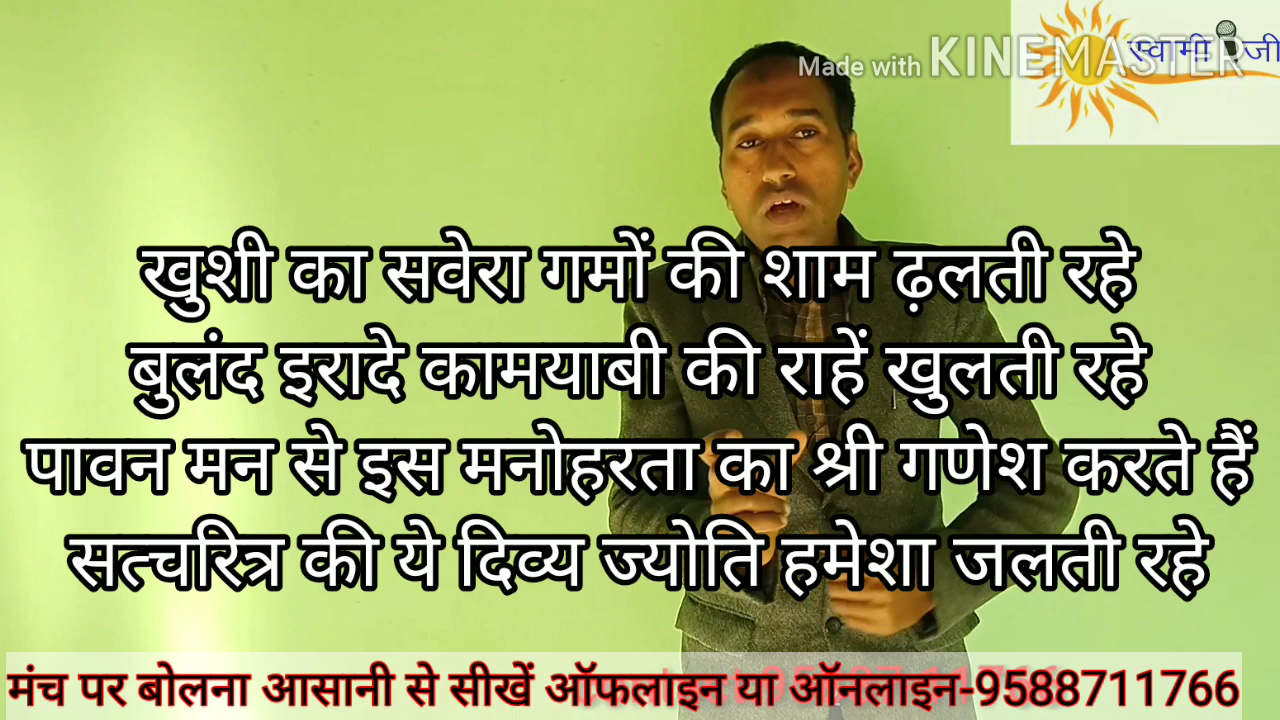 Made with KINEMASTER
स्वामी जी
खुशी का सवेरा गमों की शाम ढ़लती रहे
बुलंद इरादे कामयाबी की राहें खुलती रहे
पावन मन से इस मनोहरता का श्री गणेश करते हैं
सत्चरित्र की ये दिव्य ज्योति हमेशा जलती रहे
मंच पर बोलना आसानी से सीखें ऑफलाइन या ऑनलाइन-9588711766